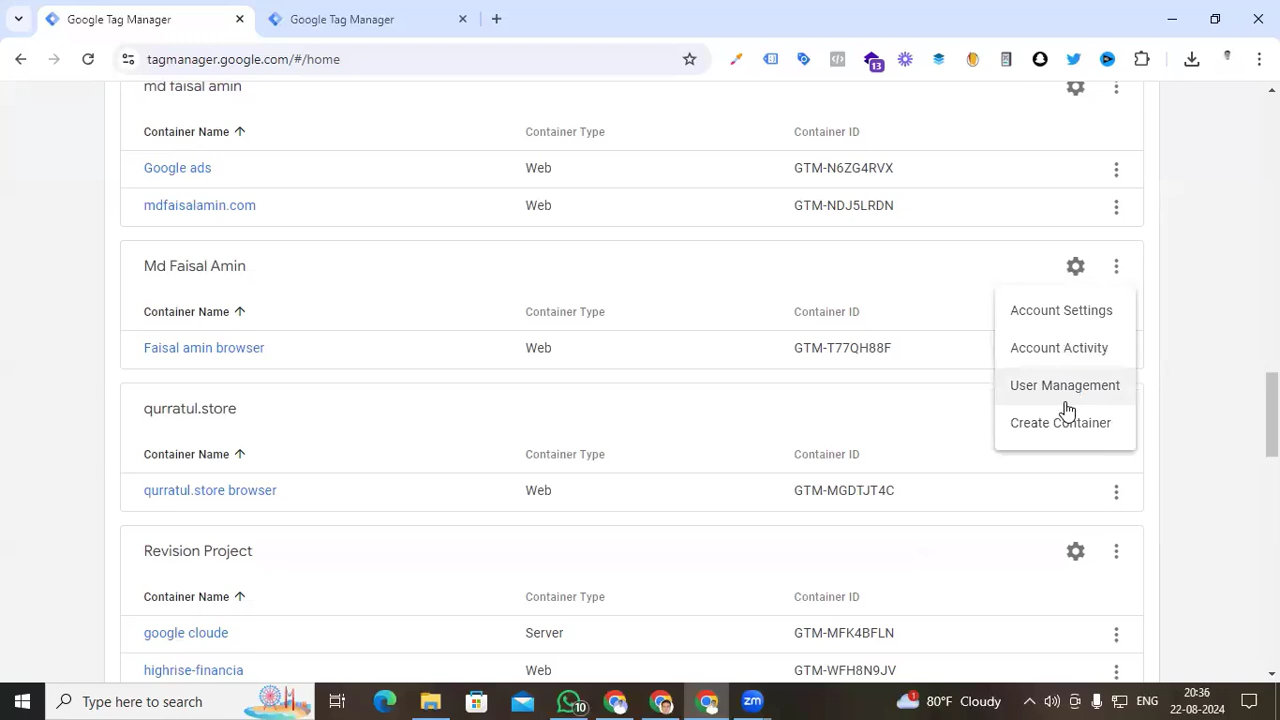 Google Tag Manager
Google Tag Manager
tagmanager.google.com/#/home
13
md faisal amin
Container Name Container Type Container ID
Google ads Web GTM-N6ZG4RVX
mdfaisalamin.com Web GTM-NDJ5LRDN
Md Faisal Amin
Container Name Container Type Container ID
Faisal amin browser Web GTM-T77QH88F
Account Settings
Account Activity
User Management
Create Container
qurratul.store
Container Name Container Type Container ID
qurratul.store browser Web GTM-MGDTJT4C
Revision Project
Container Name Container Type Container ID
google cloude Server GTM-MFK4BFLN
highrise-financia Web GTM-WFH8N9JV
Type here to search
10
zm
1
80°F Cloudy
ENG
20:36
22-08-2024